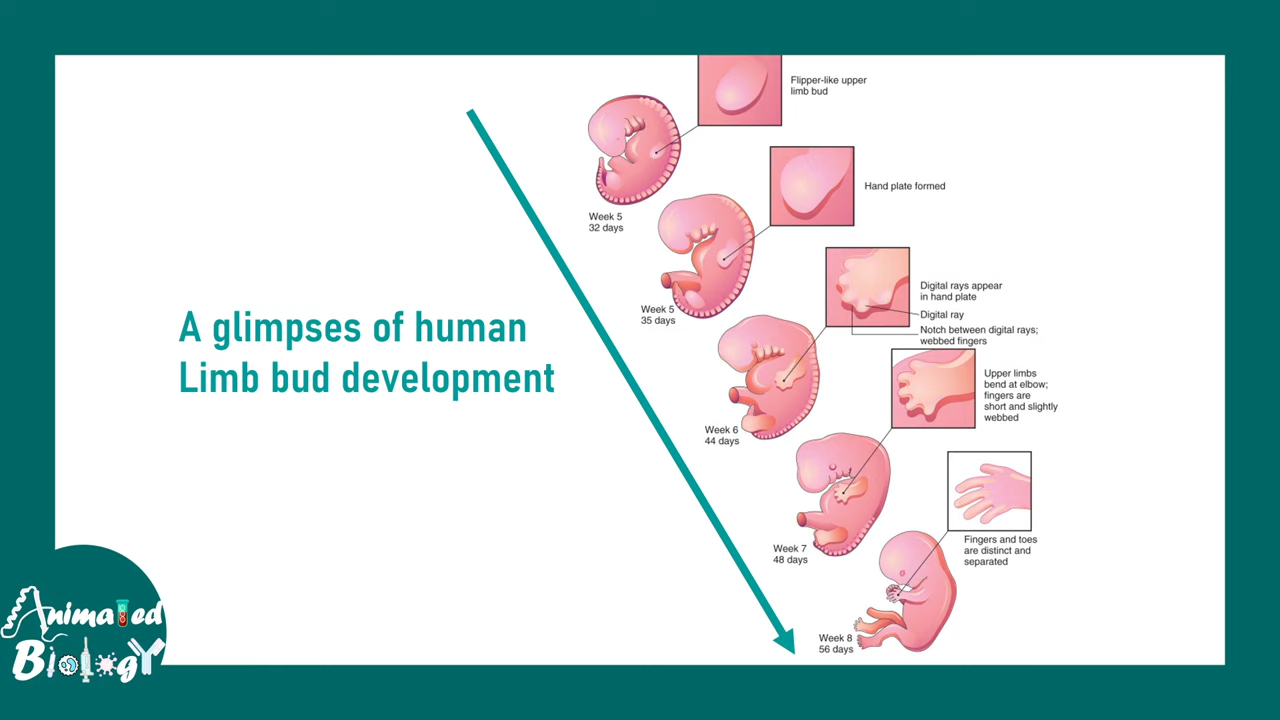 A glimpses of human
Limb bud development
Flipper-like upper
limb bud
Week 5
32 days
Hand plate formed
Week 5
35 days
Digital rays appear
in hand plate
Digital ray
Notch between digital rays;
webbed fingers
Week 6
44 days
Upper limbs
bend at elbow;
fingers are
short and slightly
webbed
Week 7
48 days
Fingers and toes
are distinct and
separated
Week 8
56 days
Animated
Biology